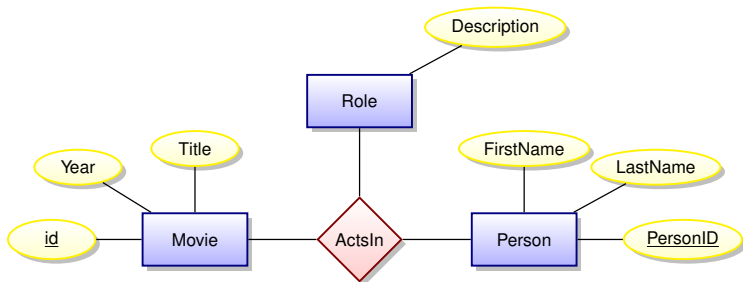 Description
Role
Title
FirstName
Year
LastName
id
Movie
ActsIn
Person
PersonID